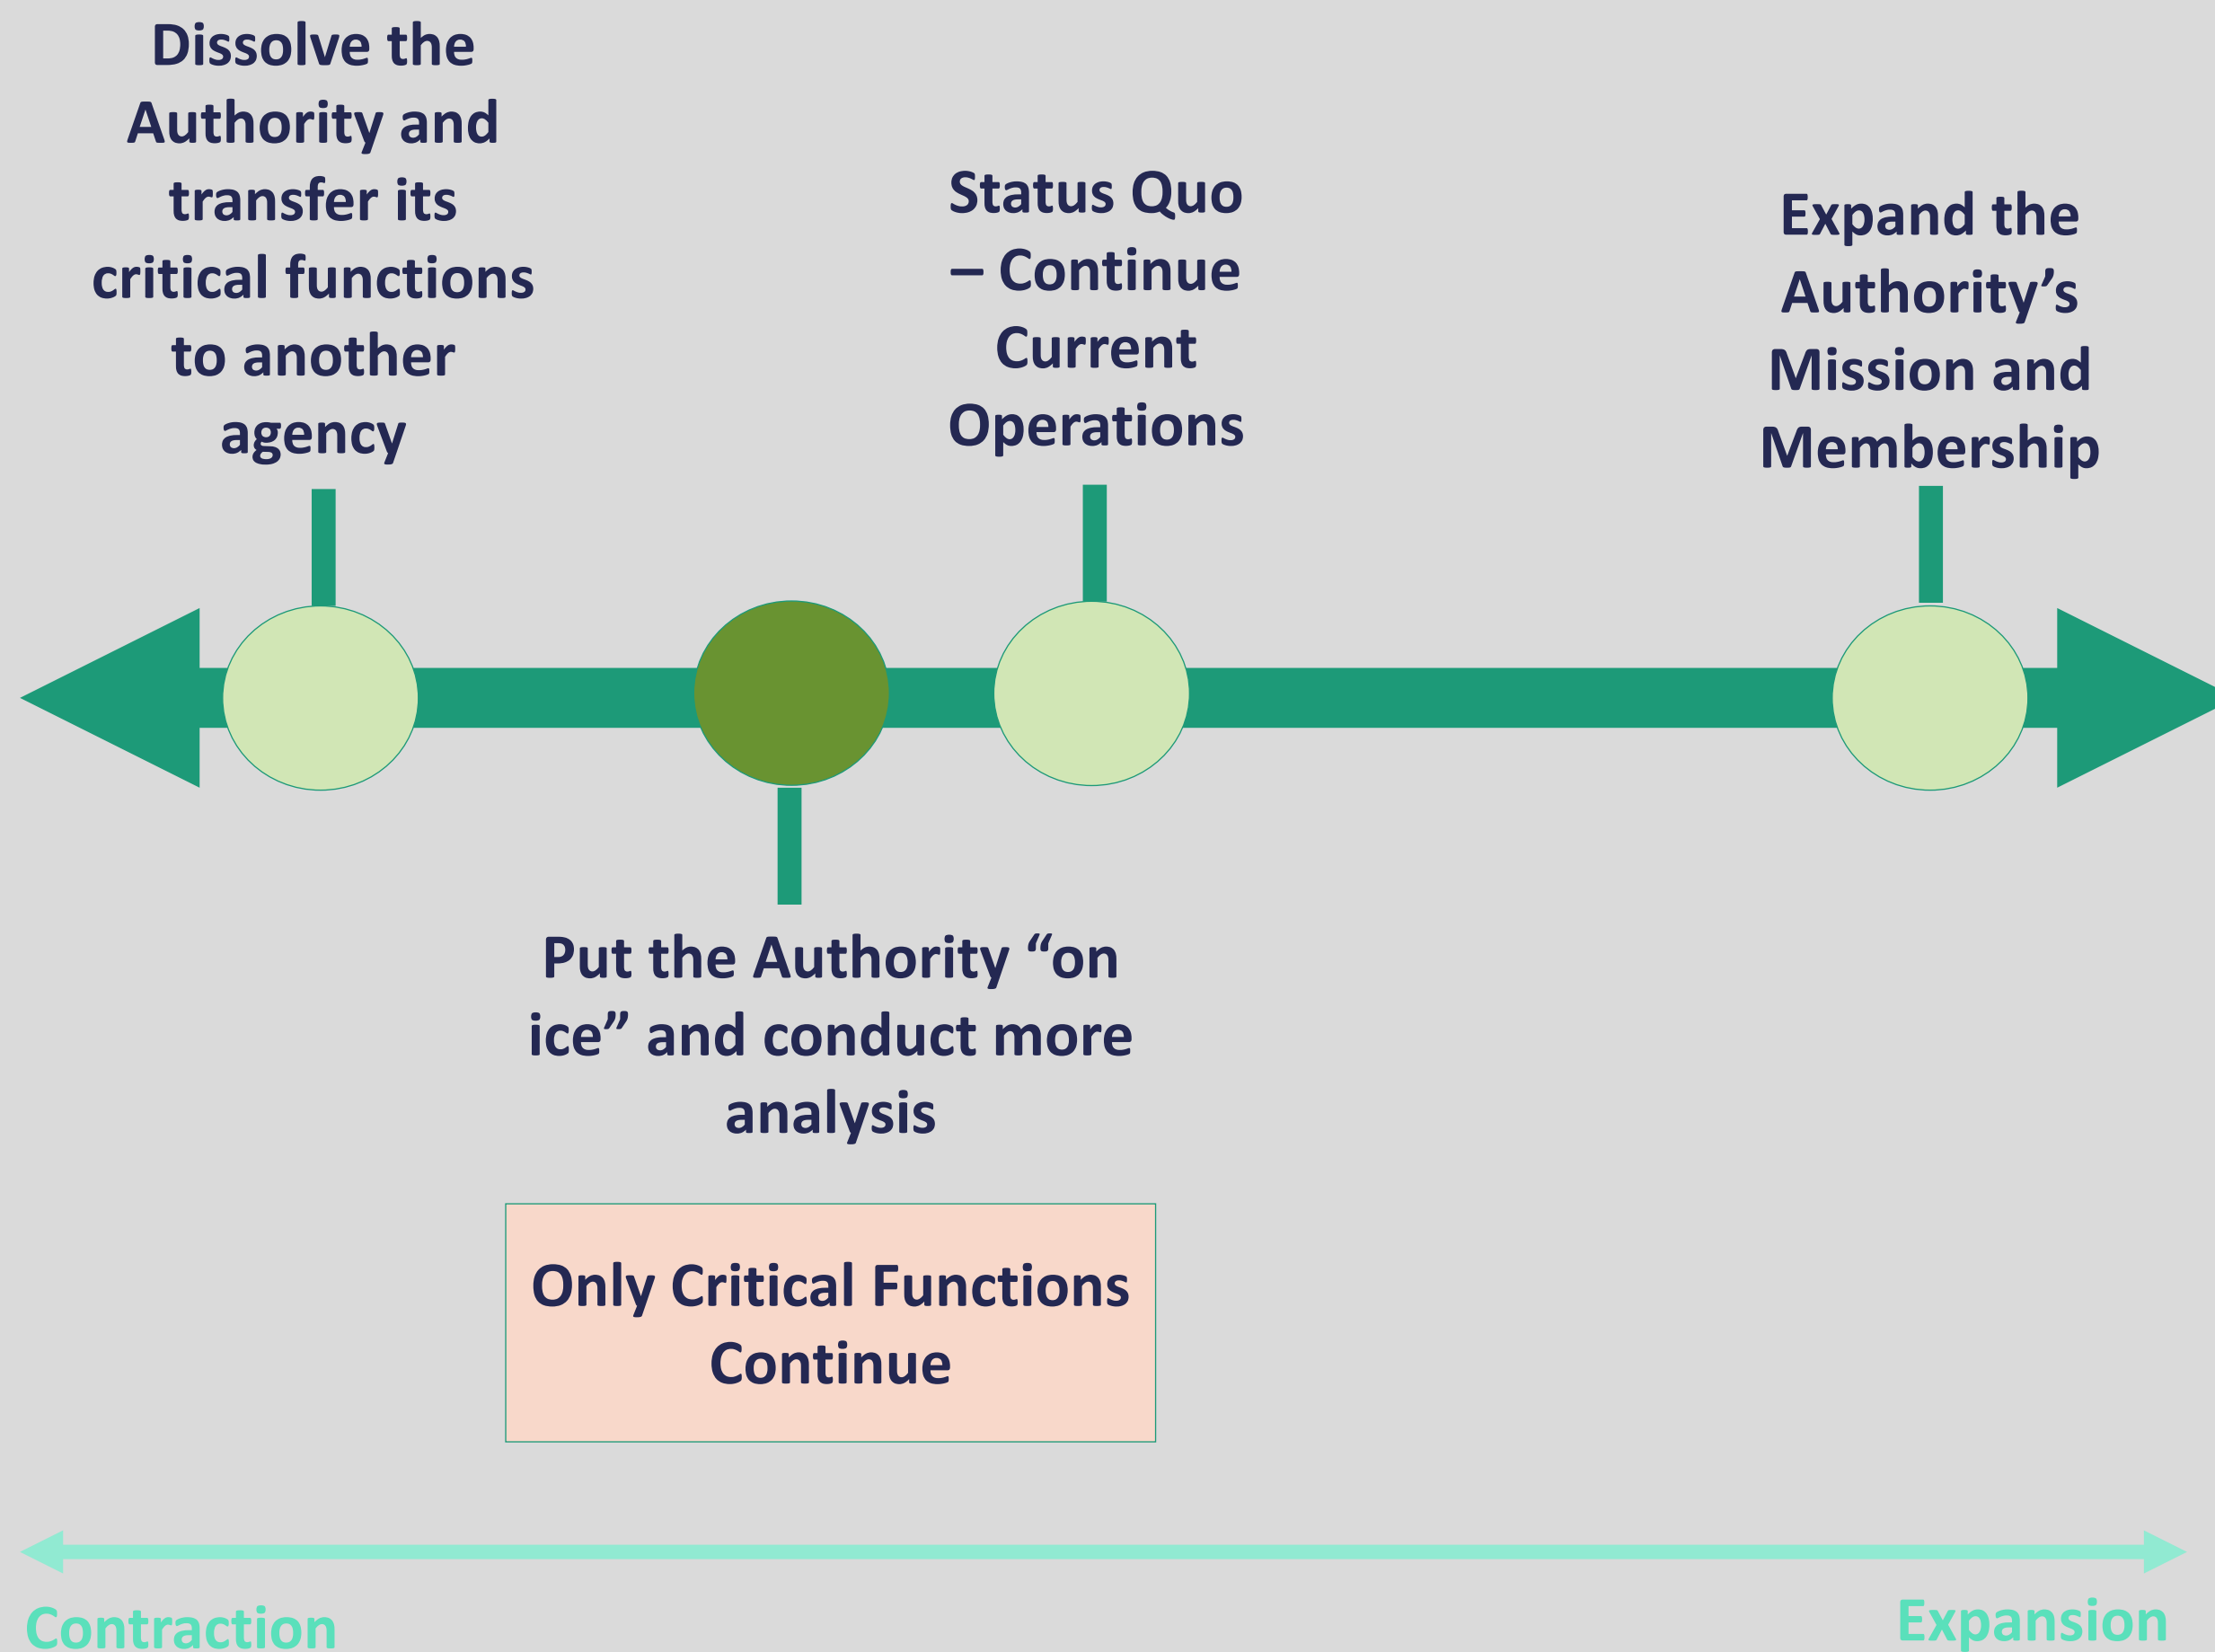 Dissolve the
Authority and
transfer its
critical functions
to another
agency
Status Quo
– Continue
Current
Operations
Expand the
Authority’s
Mission and
Membership
Put the Authority “on
ice” and conduct more
analysis
Only Critical Functions
Continue
Contraction
Expansion